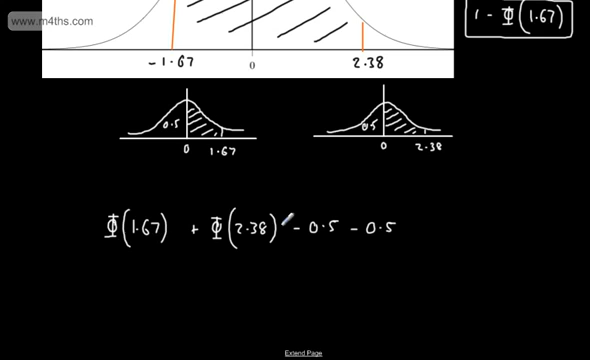 www.m4ths.com
1 - Φ(1.67)
-1.67 0 2.38
0.5 0.5
0 1.67 0 2.38
Φ(1.67) + Φ(2.38) - 0.5 - 0.5
Extend Page